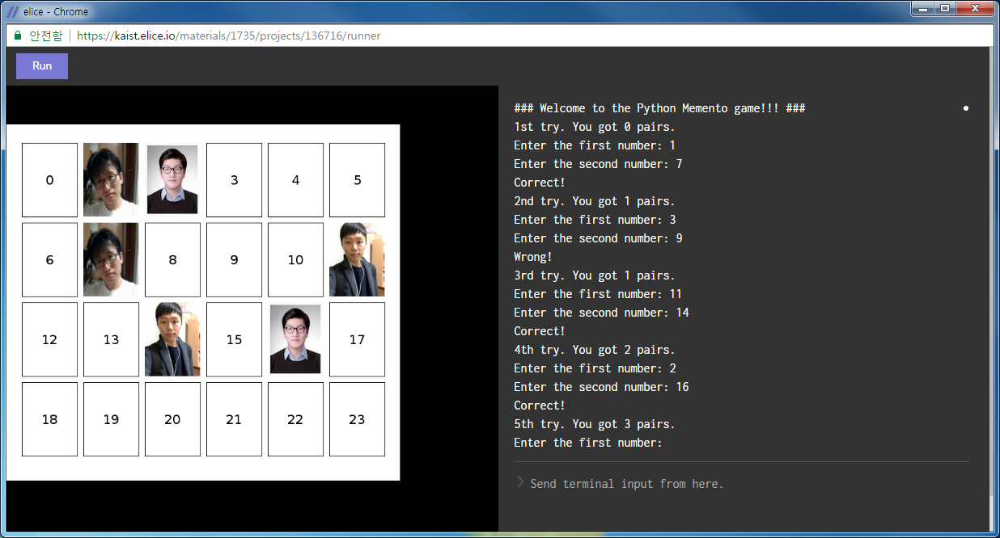 elice - Chrome
안전함 | https://kaist.elice.io/materials/1735/projects/136716/runner
Run
0 3 4 5
6 8 9 10
12 13 15 17
18 19 20 21 22 23
### Welcome to the Python Memento game!!! ###
1st try. You got 0 pairs.
Enter the first number: 1
Enter the second number: 7
Correct!
2nd try. You got 1 pairs.
Enter the first number: 3
Enter the second number: 9
Wrong!
3rd try. You got 1 pairs.
Enter the first number: 11
Enter the second number: 14
Correct!
4th try. You got 2 pairs.
Enter the first number: 2
Enter the second number: 16
Correct!
5th try. You got 3 pairs.
Enter the first number:
Send terminal input from here.